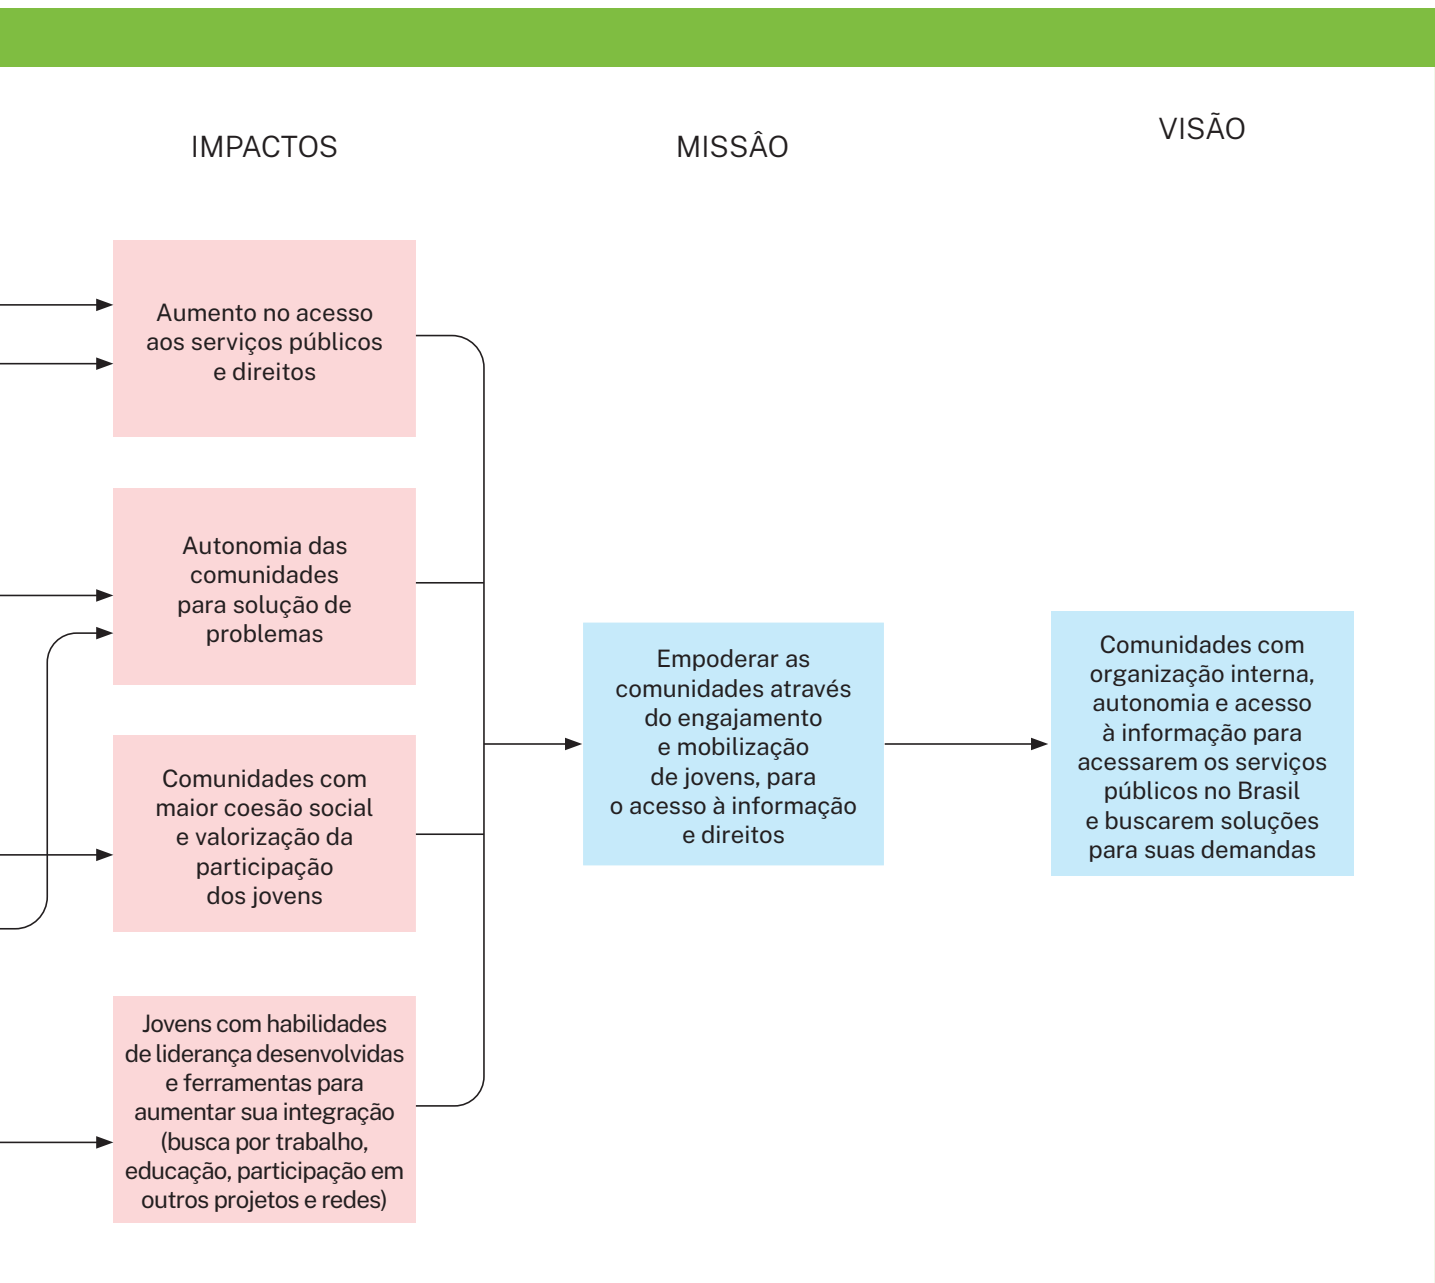 IMPACTOS
MISSÂO
VISÃO
Aumento no acesso
aos serviços públicos
e direitos
Autonomia das
comunidades
para solução de
problemas
Comunidades com
maior coesão social
e valorização da
participação
dos jovens
Jovens com habilidades
de liderança desenvolvidas
e ferramentas para
aumentar sua integração
(busca por trabalho,
educação, participação em
outros projetos e redes)
Empoderar as
comunidades através
do engajamento
e mobilização
de jovens, para
o acesso à informação
e direitos
Comunidades com
organização interna,
autonomia e acesso
à informação para
acessarem os serviços
públicos no Brasil
e buscarem soluções
para suas demandas